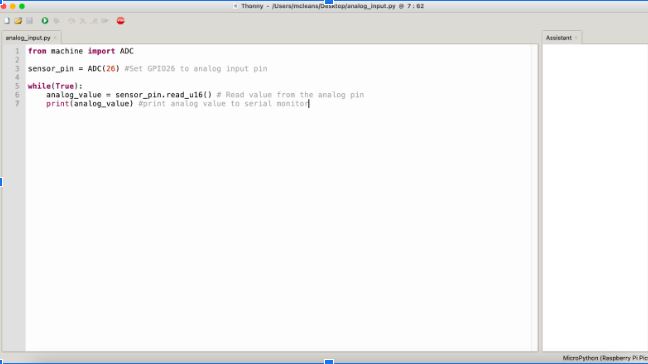 Thonny - /Users/mcleans/Desktop/analog_input.py @ 7 : 62
analog_input.py
Assistant
1 from machine import ADC
2
3 sensor_pin = ADC(26) #Set GPIO26 to analog input pin
4
5 while(True):
6 analog_value = sensor_pin.read_u16() # Read value from the analog pin
7 print(analog_value) #print analog value to serial monitor
MicroPython (Raspberry Pi Pic